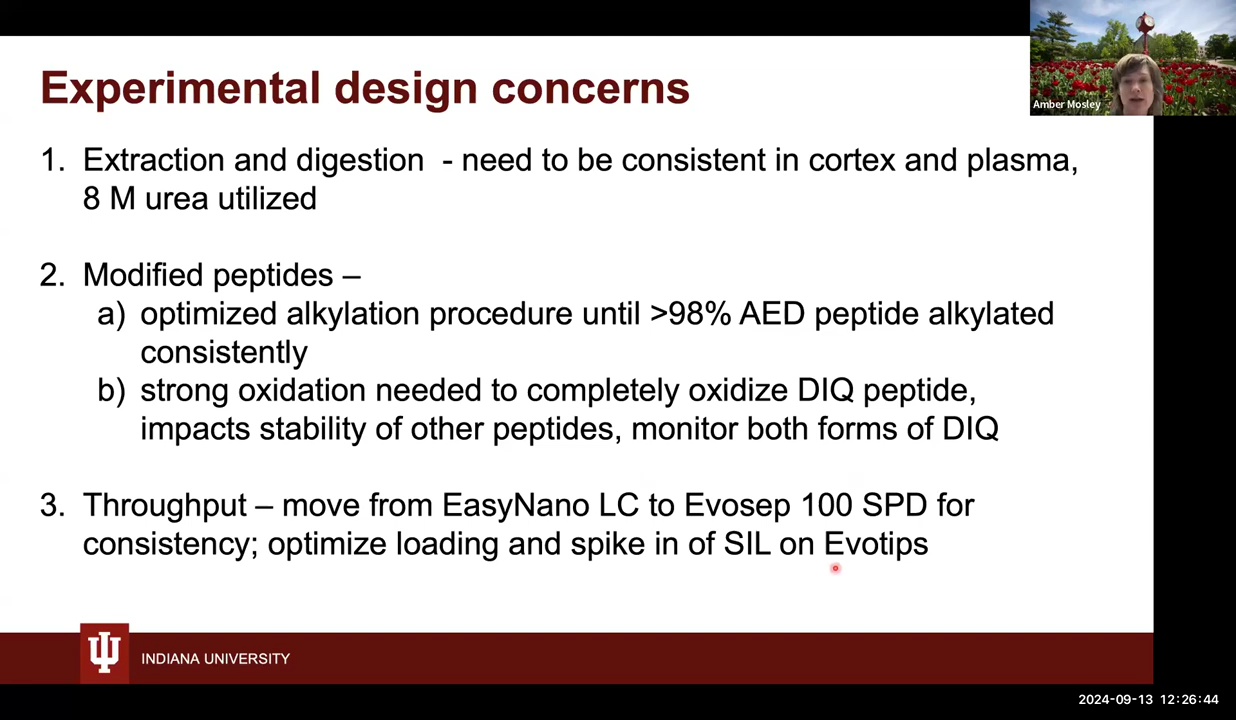 Experimental design concerns
Amber Mosley
1. Extraction and digestion - need to be consistent in cortex and plasma,
8 M urea utilized
2. Modified peptides –
a) optimized alkylation procedure until >98% AED peptide alkylated
consistently
b) strong oxidation needed to completely oxidize DIQ peptide,
impacts stability of other peptides, monitor both forms of DIQ
3. Throughput – move from EasyNano LC to Evosep 100 SPD for
consistency; optimize loading and spike in of SIL on Evotips
INDIANA UNIVERSITY
2024-09-13 12:26:44